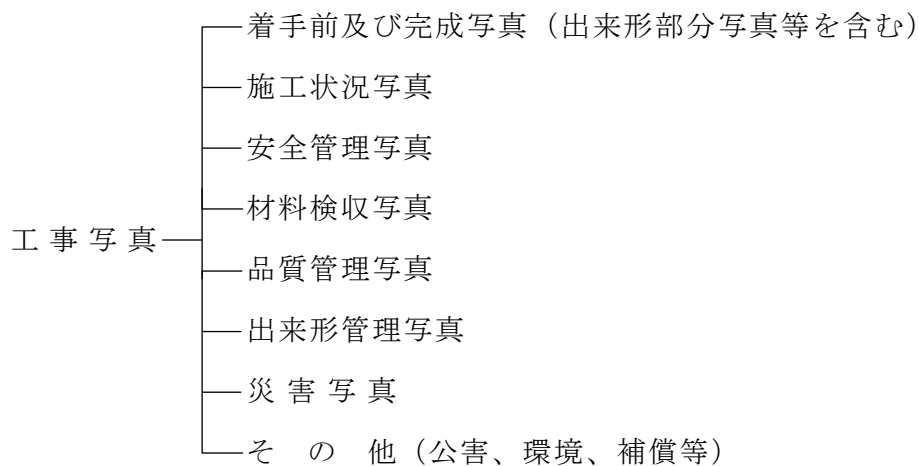 着手前及び完成写真（出来形部分写真等を含む）
施工状況写真
安全管理写真
材料検収写真
工事写真
品質管理写真
出来形管理写真
災害写真
その他（公害、環境、補償等）